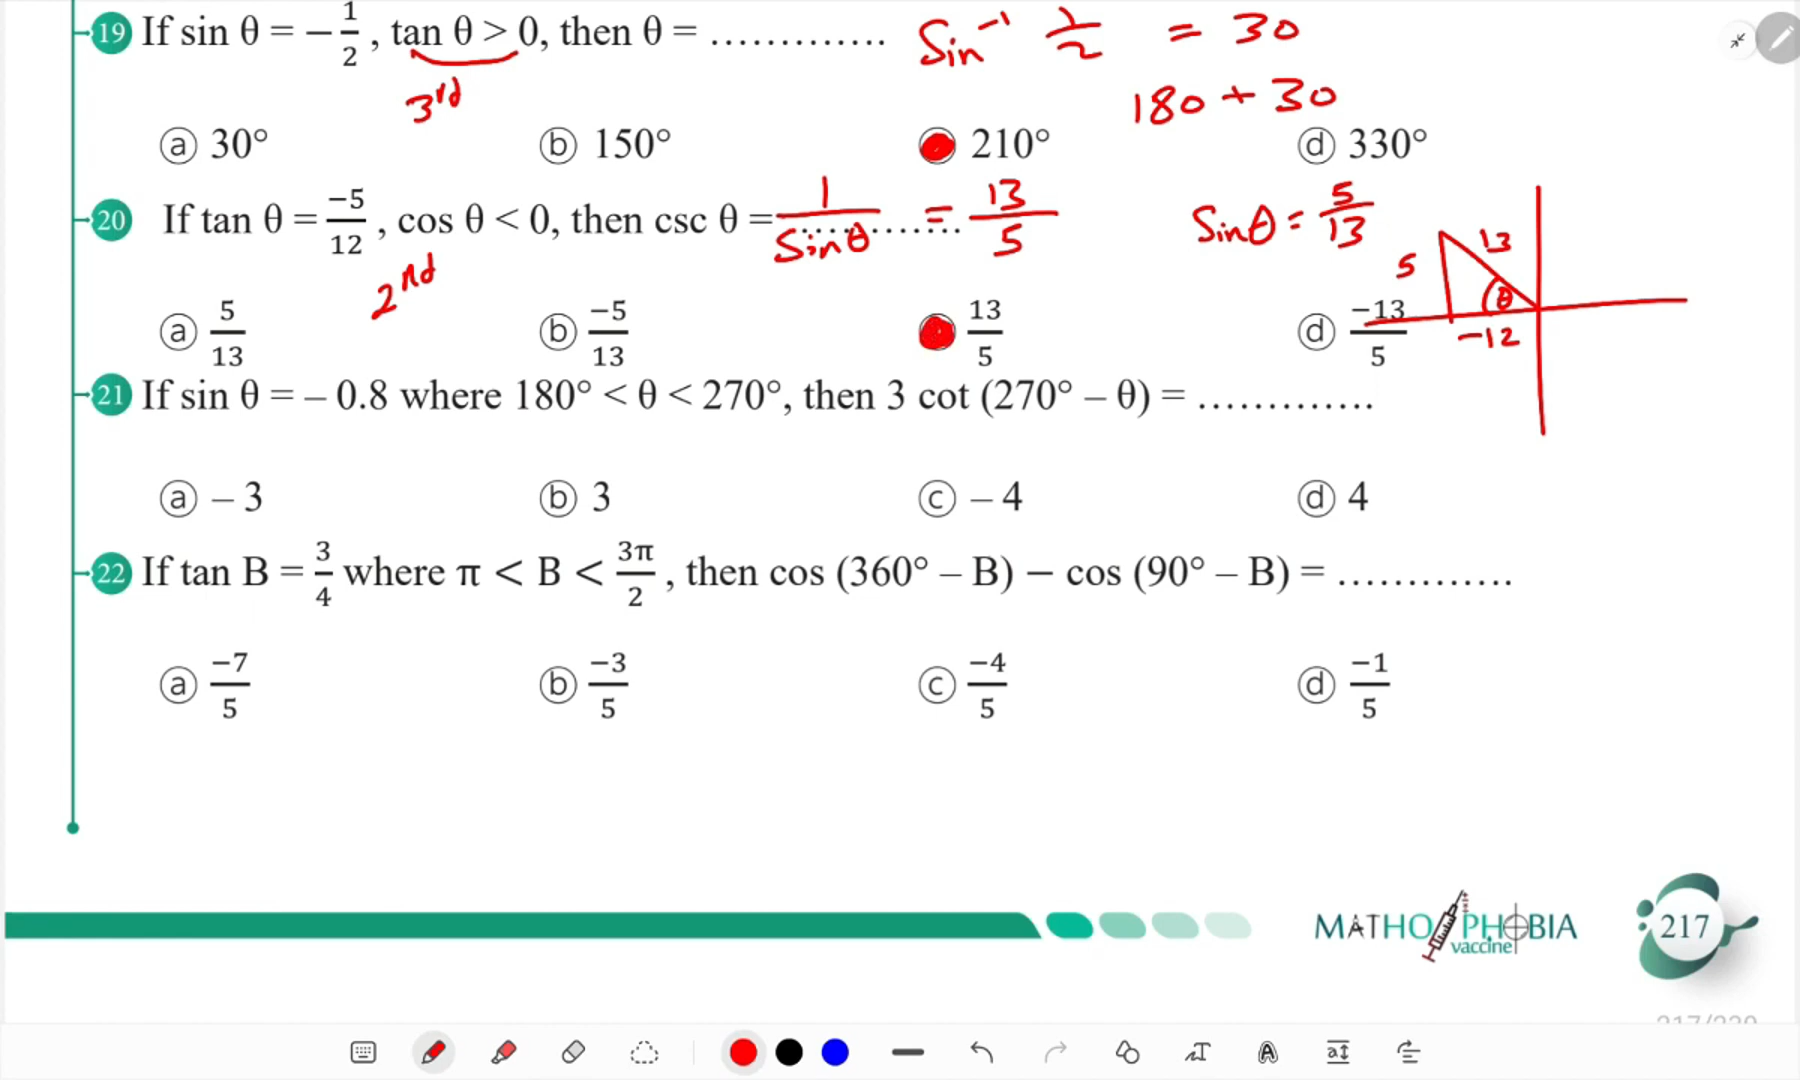 19 If sin θ = − 1/2 , tan θ > 0, then θ = ............. Sin⁻¹ 1/2 = 30
3rd
180 + 30
ⓐ 30° ⓑ 150° 210° ⓓ 330°
20 If tan θ = −5/12 , cos θ < 0, then csc θ = ............. 1/Sinθ = 13/5 Sinθ = 5/13
2nd
5 13 θ −12
ⓐ 5/13 ⓑ −5/13 13/5 ⓓ −13/5
21 If sin θ = – 0.8 where 180° < θ < 270°, then 3 cot (270° – θ) = .............
ⓐ – 3 ⓑ 3 ⓒ – 4 ⓓ 4
22 If tan B = 3/4 where π < B < 3π/2 , then cos (360° – B) – cos (90° – B) = .............
ⓐ −7/5 ⓑ −3/5 ⓒ −4/5 ⓓ −1/5
MATHO PHOBIA
vaccine
217